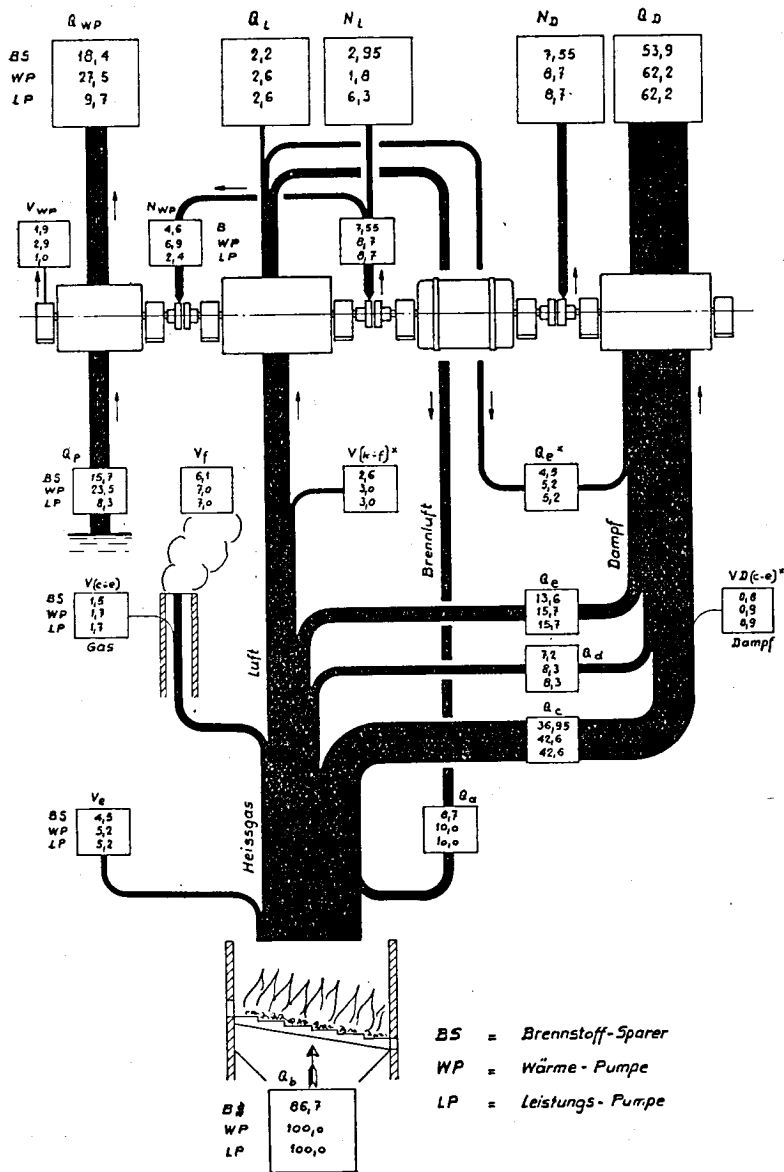 Q WP
Q L
N L
N D
Q D
BS 18,4 2,2 2,95 7,55 53,9
WP 27,5 2,6 1,8 8,7 62,2
LP 9,7 2,6 6,3 8,7 62,2
V WP
1,9
2,9
1,0
N WP
4,6 B 7,55
6,9 WP 8,7
2,4 LP 8,7
Q P
BS 15,7
WP 23,5
LP 8,3
V f
6,1
7,0
7,0
V(k÷f)*
2,6
3,0
3,0
Q e*
4,5
5,2
5,2
Brennluft
Dampf
V(c÷e)
BS 1,5
WP 1,7
LP 1,7
Gas
Luft
Q e
13,6
15,7
15,7
V.D(c-e)*
0,8
0,9
8,9
Dampf
7,2 Q d
8,3
8,3
Q c
36,95
42,6
42,6
Heissgas
V e
BS 4,5
WP 5,2
LP 5,2
Q a
8,7
10,0
10,0
Q b
BS 86,7
WP 100,0
LP 100,0
BS = Brennstoff-Sparer
WP = Wärme-Pumpe
LP = Leistungs-Pumpe